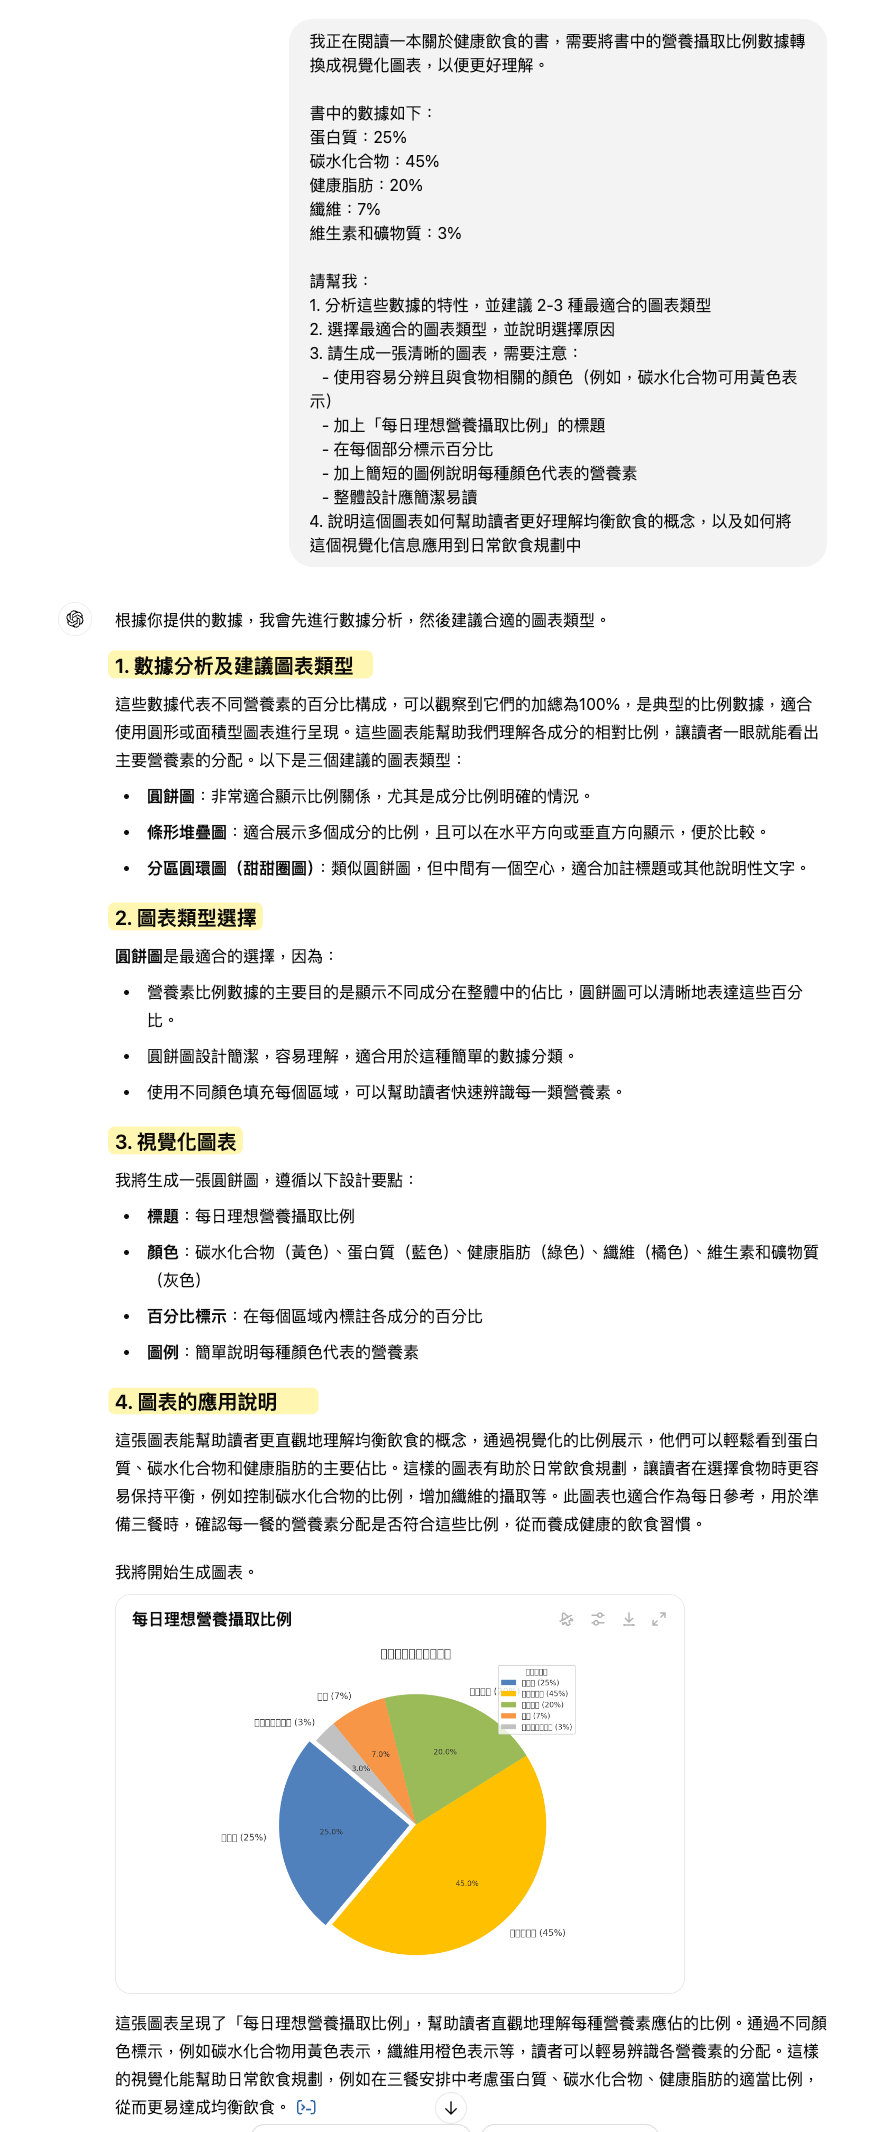 我正在閱讀一本關於健康飲食的書，需要將書中的營養攝取比例數據轉
換成視覺化圖表，以便更好理解。
書中的數據如下：
蛋白質：25%
碳水化合物：45%
健康脂肪：20%
纖維：7%
維生素和礦物質：3%
請幫我：
1. 分析這些數據的特性，並建議 2-3 種最適合的圖表類型
2. 選擇最適合的圖表類型，並說明選擇原因
3. 請生成一張清晰的圖表，需要注意：
- 使用容易分辨且與食物相關的顏色（例如，碳水化合物可用黃色表
示）
- 加上「每日理想營養攝取比例」的標題
- 在每個部分標示百分比
- 加上簡短的圖例說明每種顏色代表的營養素
- 整體設計應簡潔易讀
4. 說明這個圖表如何幫助讀者更好理解均衡飲食的概念，以及如何將
這個視覺化信息應用到日常飲食規劃中
根據你提供的數據，我會先進行數據分析，然後建議合適的圖表類型。
1. 數據分析及建議圖表類型
這些數據代表不同營養素的百分比構成，可以觀察到它們的加總為100%，是典型的比例數據，適合
使用圓形或面積型圖表進行呈現。這些圖表能幫助我們理解各成分的相對比例，讓讀者一眼就能看出
主要營養素的分配。以下是三個建議的圖表類型：
• 圓餅圖：非常適合顯示比例關係，尤其是成分比例明確的情況。
• 條形堆疊圖：適合展示多個成分的比例，且可以在水平方向或垂直方向顯示，便於比較。
• 分區圓環圖（甜甜圈圖）：類似圓餅圖，但中間有一個空心，適合加註標題或其他說明性文字。
2. 圖表類型選擇
圓餅圖是最適合的選擇，因為：
• 營養素比例數據的主要目的是顯示不同成分在整體中的佔比，圓餅圖可以清晰地表達這些百分
比。
• 圓餅圖設計簡潔，容易理解，適合用於這種簡單的數據分類。
• 使用不同顏色填充每個區域，可以幫助讀者快速辨識每一類營養素。
3. 視覺化圖表
我將生成一張圓餅圖，遵循以下設計要點：
• 標題：每日理想營養攝取比例
• 顏色：碳水化合物（黃色）、蛋白質（藍色）、健康脂肪（綠色）、纖維（橘色）、維生素和礦物質
（灰色）
• 百分比標示：在每個區域內標註各成分的百分比
• 圖例：簡單說明每種顏色代表的營養素
4. 圖表的應用說明
這張圖表能幫助讀者更直觀地理解均衡飲食的概念，通過視覺化的比例展示，他們可以輕鬆看到蛋白
質、碳水化合物和健康脂肪的主要佔比。這樣的圖表有助於日常飲食規劃，讓讀者在選擇食物時更容
易保持平衡，例如控制碳水化合物的比例，增加纖維的攝取等。此圖表也適合作為每日參考，用於準
備三餐時，確認每一餐的營養素分配是否符合這些比例，從而養成健康的飲食習慣。
我將開始生成圖表。
每日理想營養攝取比例
□□□□□□□□□□
□□□□□
□□□ (25%)
□□□□□ (45%)
□□□□ (20%)
□□ (7%)
□□□□□□□ (3%)
□□ (7%)
□□□□ (
□□□□□□□ (3%)
20.0%
7.0%
3.0%
25.0%
□□□ (25%)
45.0%
□□□□□ (45%)
這張圖表呈現了「每日理想營養攝取比例」，幫助讀者直觀地理解每種營養素應佔的比例。通過不同顏
色標示，例如碳水化合物用黃色表示，纖維用橙色表示等，讀者可以輕易辨識各營養素的分配。這樣
的視覺化能幫助日常飲食規劃，例如在三餐安排中考慮蛋白質、碳水化合物、健康脂肪的適當比例，
從而更易達成均衡飲食。